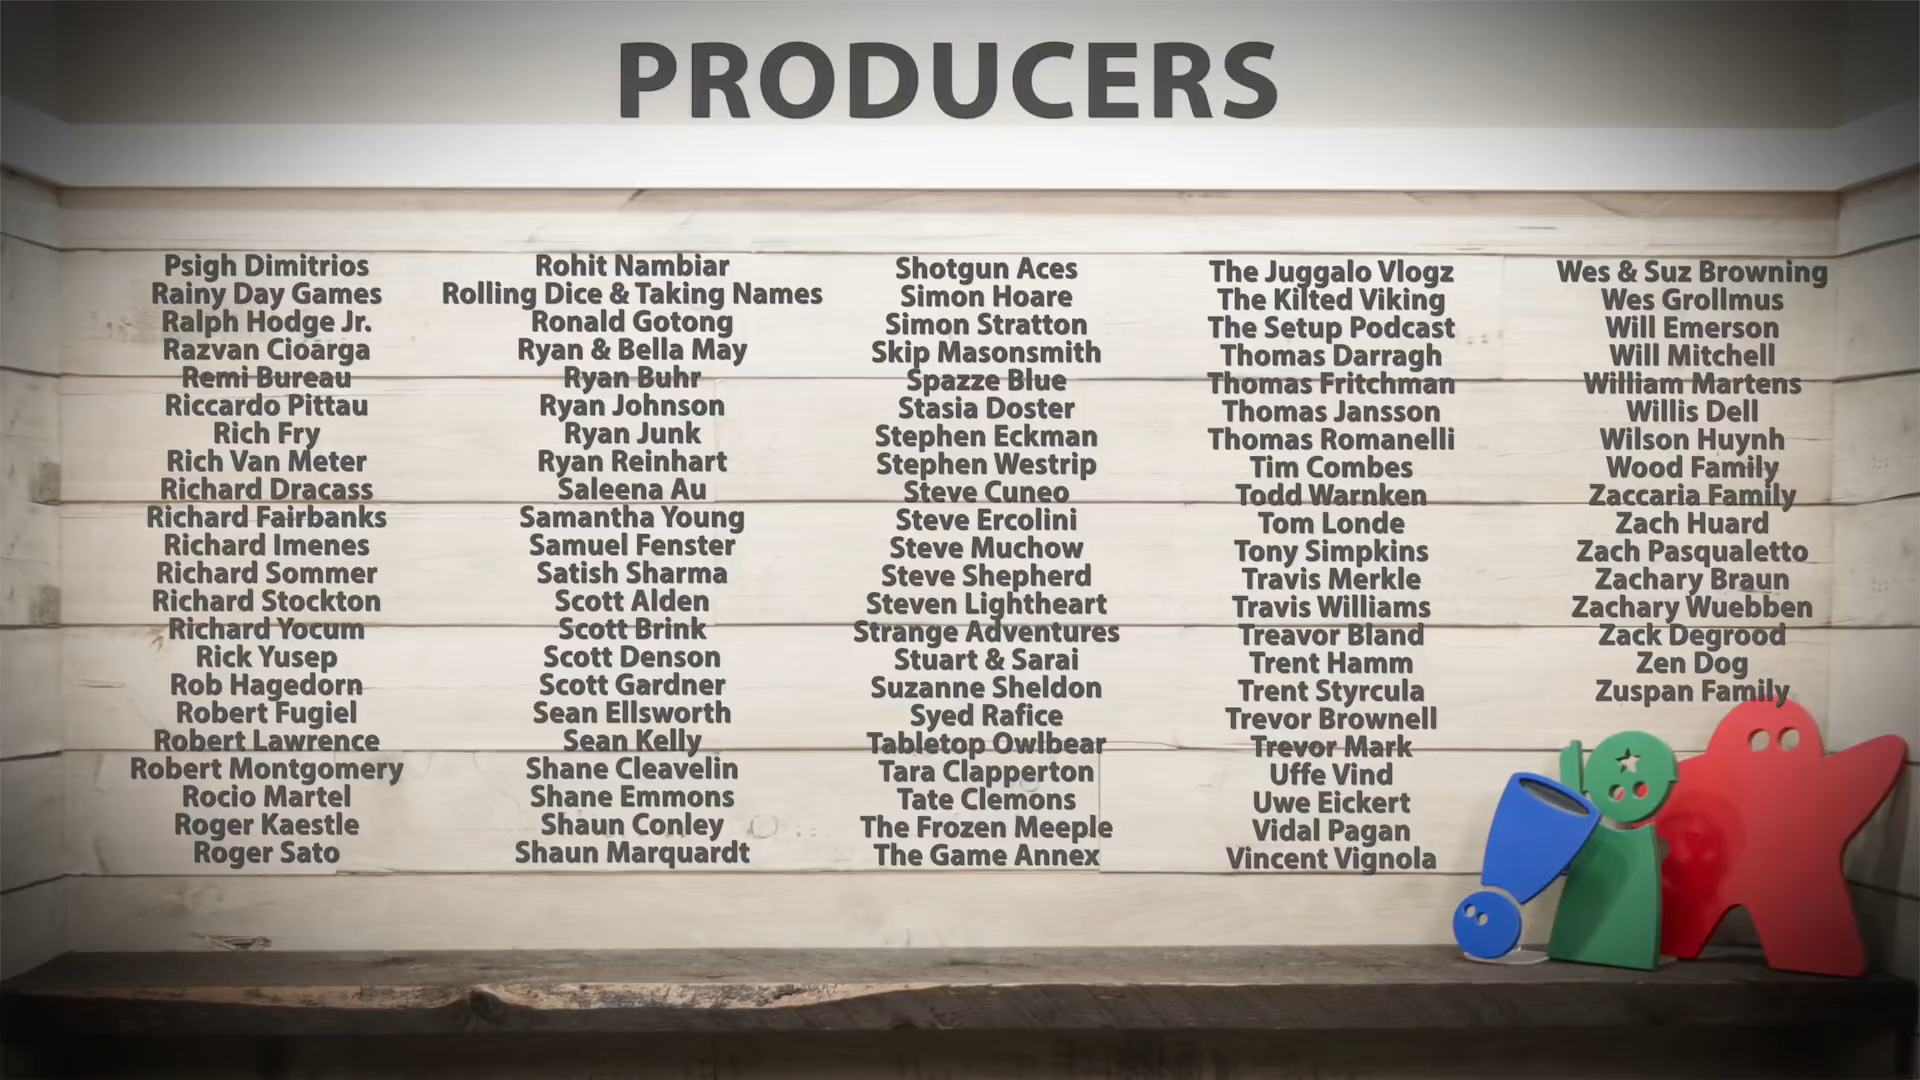 PRODUCERS
Psigh Dimitrios
Rainy Day Games
Ralph Hodge Jr.
Razvan Cioarga
Remi Bureau
Riccardo Pittau
Rich Fry
Rich Van Meter
Richard Dracass
Richard Fairbanks
Richard Imenes
Richard Sommer
Richard Stockton
Richard Yocum
Rick Yusep
Rob Hagedorn
Robert Fugiel
Robert Lawrence
Robert Montgomery
Rocio Martel
Roger Kaestle
Roger Sato
Rohit Nambiar
Rolling Dice & Taking Names
Ronald Gotong
Ryan & Bella May
Ryan Buhr
Ryan Johnson
Ryan Junk
Ryan Reinhart
Saleena Au
Samantha Young
Samuel Fenster
Satish Sharma
Scott Alden
Scott Brink
Scott Denson
Scott Gardner
Sean Ellsworth
Sean Kelly
Shane Cleavelin
Shane Emmons
Shaun Conley
Shaun Marquardt
Shotgun Aces
Simon Hoare
Simon Stratton
Skip Masonsmith
Spazze Blue
Stasia Doster
Stephen Eckman
Stephen Westrip
Steve Cuneo
Steve Ercolini
Steve Muchow
Steve Shepherd
Steven Lightheart
Strange Adventures
Stuart & Sarai
Suzanne Sheldon
Syed Rafice
Tabletop Owlbear
Tara Clapperton
Tate Clemons
The Frozen Meeple
The Game Annex
The Juggalo Vlogz
The Kilted Viking
The Setup Podcast
Thomas Darragh
Thomas Fritchman
Thomas Jansson
Thomas Romanelli
Tim Combes
Todd Warnken
Tom Londe
Tony Simpkins
Travis Merkle
Travis Williams
Treavor Bland
Trent Hamm
Trent Styrcula
Trevor Brownell
Trevor Mark
Uffe Vind
Uwe Eickert
Vidal Pagan
Vincent Vignola
Wes & Suz Browning
Wes Grollmus
Will Emerson
Will Mitchell
William Martens
Willis Dell
Wilson Huynh
Wood Family
Zaccaria Family
Zach Huard
Zach Pasqualetto
Zachary Braun
Zachary Wuebben
Zack Degrood
Zen Dog
Zuspan Family